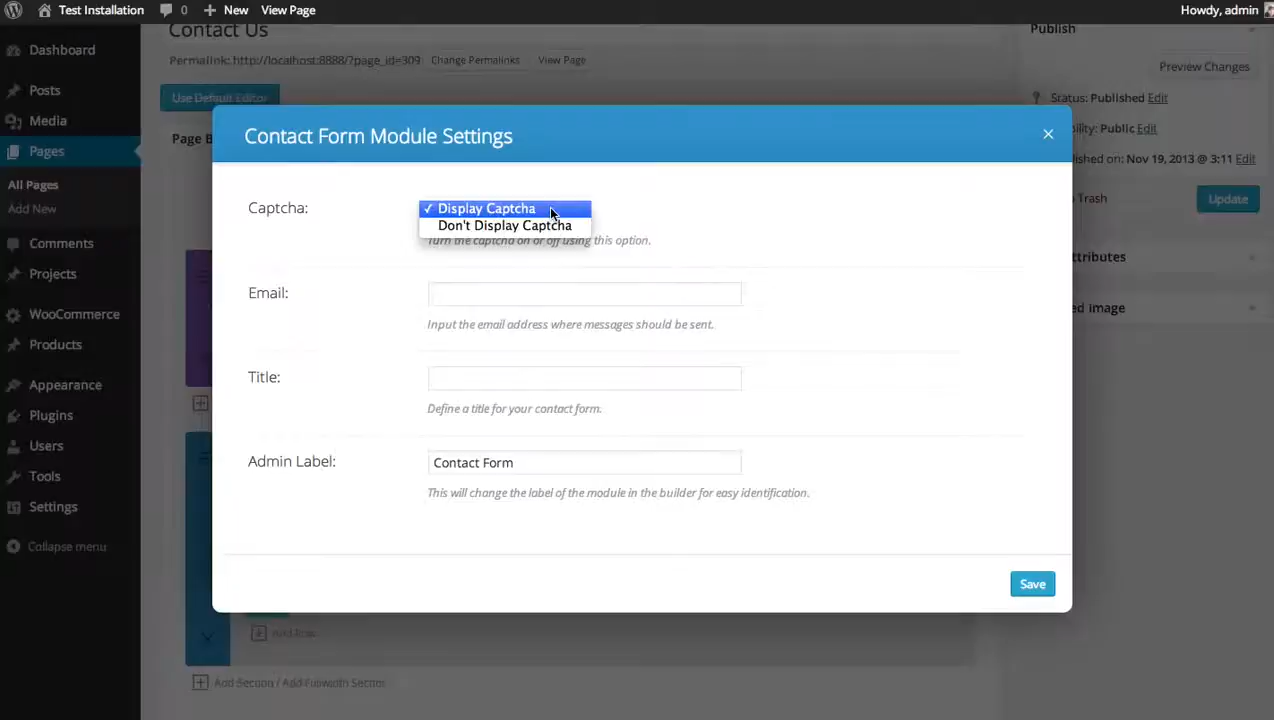 Test Installation
0
New
View Page
Howdy, admin
Dashboard
Posts
Media
Pages
All Pages
Add New
Comments
Projects
WooCommerce
Products
Appearance
Plugins
Users
Tools
Settings
Collapse menu
Contact Us
Permalink: http://localhost:8888/?page_id=309
Change Permalinks
View Page
Use Default Editor
Page B
Contact Form Module Settings
Captcha:
✓ Display Captcha
Don't Display Captcha
Turn the captcha on or off using this option.
Email:
Input the email address where messages should be sent.
Title:
Define a title for your contact form.
Admin Label:
Contact Form
This will change the label of the module in the builder for easy identification.
Save
Add Row
Add Section / Add Fullwidth Section
Publish
Preview Changes
Status: Published Edit
ility: Public Edit
lished on: Nov 19, 2013 @ 3:11 Edit
Trash
Update
ttributes
ed Image